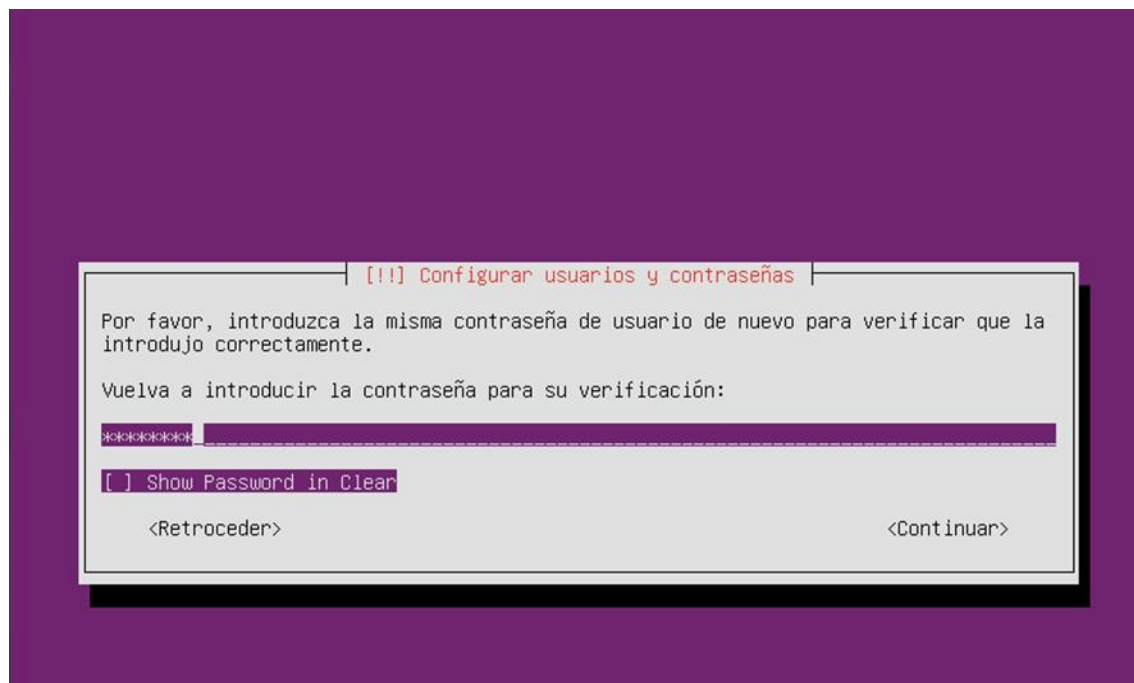 [!!] Configurar usuarios y contraseñas
Por favor, introduzca la misma contraseña de usuario de nuevo para verificar que la
introdujo correctamente.
Vuelva a introducir la contraseña para su verificación:
********
[ ] Show Password in Clear
<Retroceder> <Continuar>